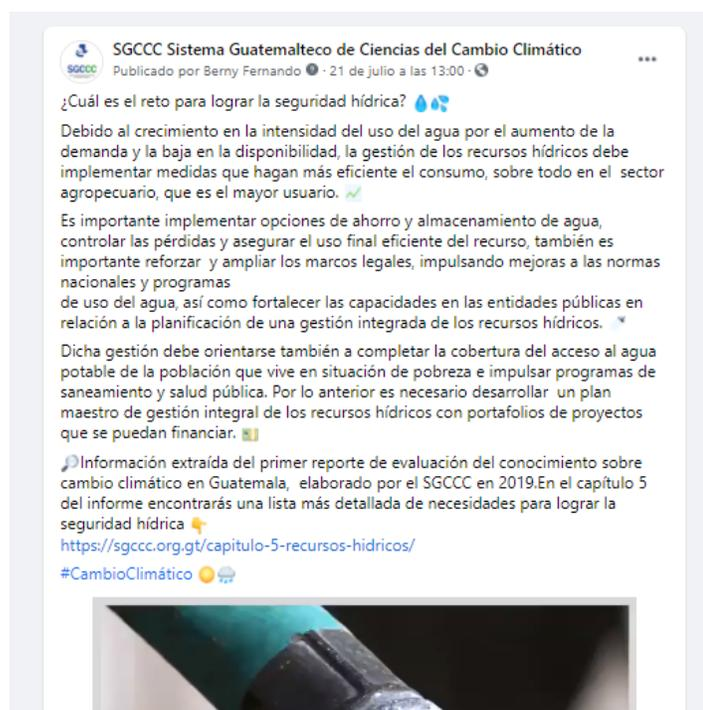 SGCCC
SGCCC Sistema Guatemalteco de Ciencias del Cambio Climático
Publicado por Berny Fernando · 21 de julio a las 13:00 ·
¿Cuál es el reto para lograr la seguridad hídrica? 💧💦
Debido al crecimiento en la intensidad del uso del agua por el aumento de la
demanda y la baja en la disponibilidad, la gestión de los recursos hídricos debe
implementar medidas que hagan más eficiente el consumo, sobre todo en el  sector
agropecuario, que es el mayor usuario. 📈
Es importante implementar opciones de ahorro y almacenamiento de agua,
controlar las pérdidas y asegurar el uso final eficiente del recurso, también es
importante reforzar  y ampliar los marcos legales, impulsando mejoras a las normas
nacionales y programas
de uso del agua, así como fortalecer las capacidades en las entidades públicas en
relación a la planificación de una gestión integrada de los recursos hídricos.
Dicha gestión debe orientarse también a completar la cobertura del acceso al agua
potable de la población que vive en situación de pobreza e impulsar programas de
saneamiento y salud pública. Por lo anterior es necesario desarrollar  un plan
maestro de gestión integral de los recursos hídricos con portafolios de proyectos
que se puedan financiar. 💵
🔎Información extraída del primer reporte de evaluación del conocimiento sobre
cambio climático en Guatemala,  elaborado por el SGCCC en 2019.En el capítulo 5
del informe encontrarás una lista más detallada de necesidades para lograr la
seguridad hídrica 👇
https://sgccc.org.gt/capitulo-5-recursos-hidricos/
#CambioClimático 🌕🌧